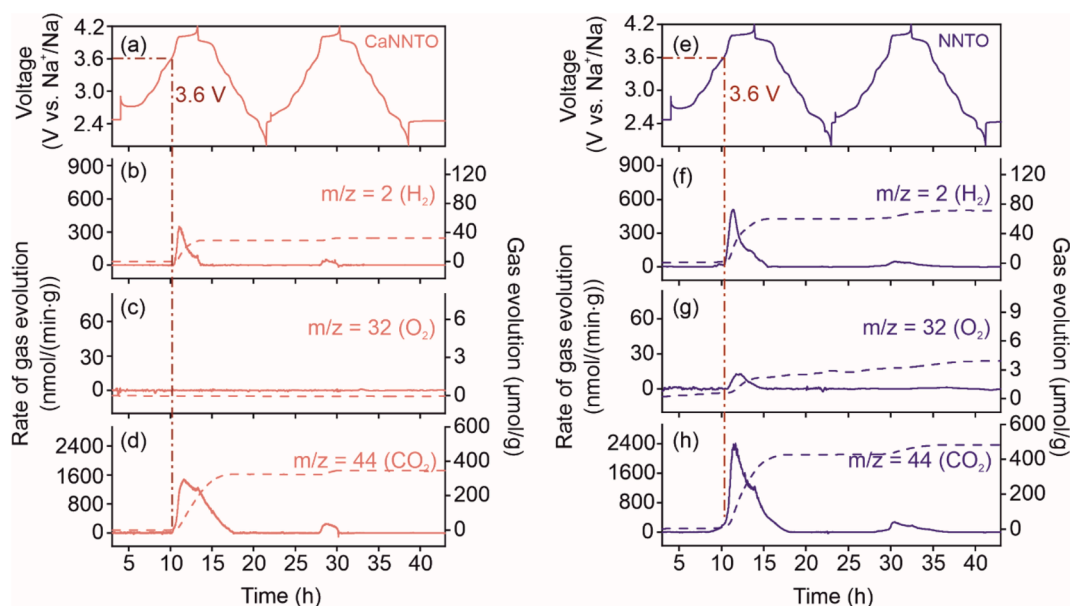 Voltage
(V vs. Na⁺/Na)
4.2
3.6
3.0
2.4
(a)
CaNNTO
3.6 V
Rate of gas evolution
(nmol/(min·g))
Gas evolution (μmol/g)
900
600
300
0
(b)
m/z = 2 (H₂)
120
80
40
0
60
30
0
(c)
m/z = 32 (O₂)
6
3
0
2400
1600
800
0
(d)
m/z = 44 (CO₂)
600
400
200
0
5 10 15 20 25 30 35 40
Time (h)
Voltage
(V vs. Na⁺/Na)
4.2
3.6
3.0
2.4
(e)
NNTO
3.6 V
Rate of gas evolution
(nmol/(min·g))
Gas evolution (μmol/g)
900
600
300
0
(f)
m/z = 2 (H₂)
120
80
40
0
60
30
0
(g)
m/z = 32 (O₂)
9
6
3
0
2400
1600
800
0
(h)
m/z = 44 (CO₂)
600
400
200
0
5 10 15 20 25 30 35 40
Time (h)